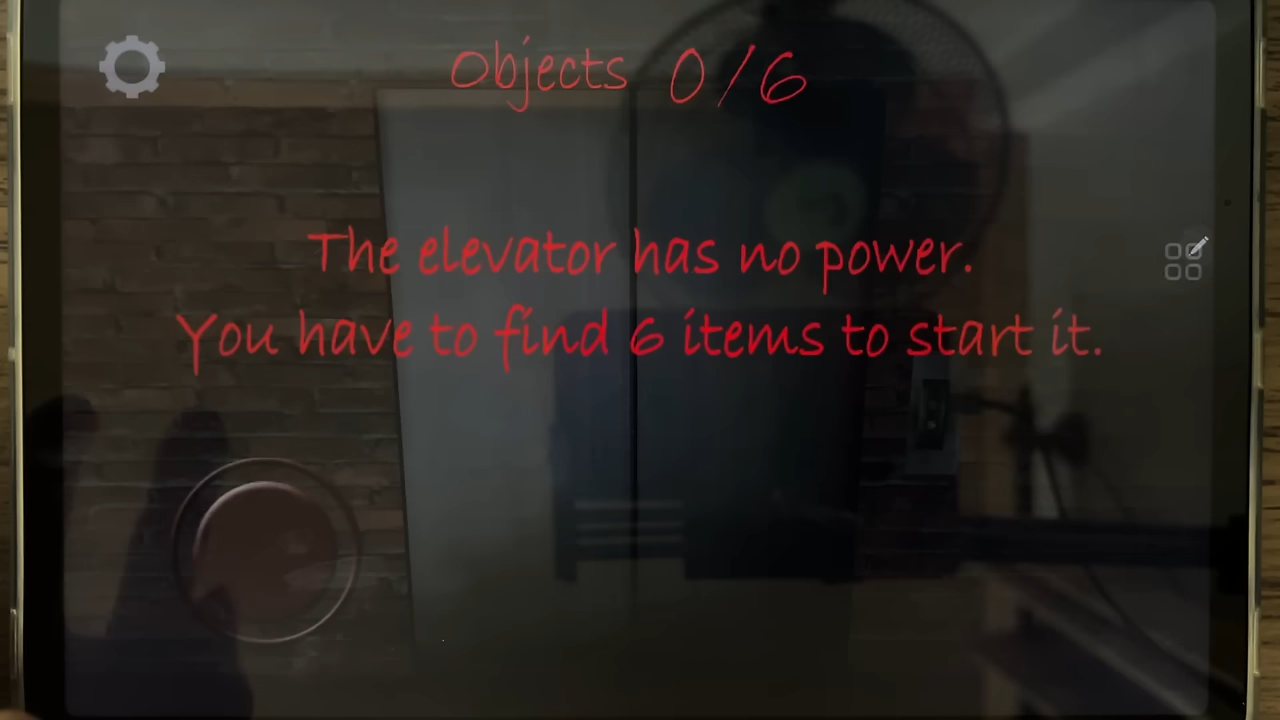 Objects 0/6
The elevator has no power.
You have to find 6 items to start it.